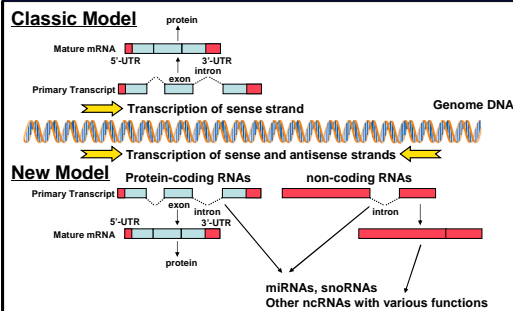 Classic Model
protein
Mature mRNA
5'-UTR 3'-UTR
exon intron
Primary Transcript
Transcription of sense strand
Genome DNA
Transcription of sense and antisense strands
New Model
Protein-coding RNAs non-coding RNAs
Primary Transcript
exon intron intron
5'-UTR 3'-UTR
Mature mRNA
protein
miRNAs, snoRNAs
Other ncRNAs with various functions